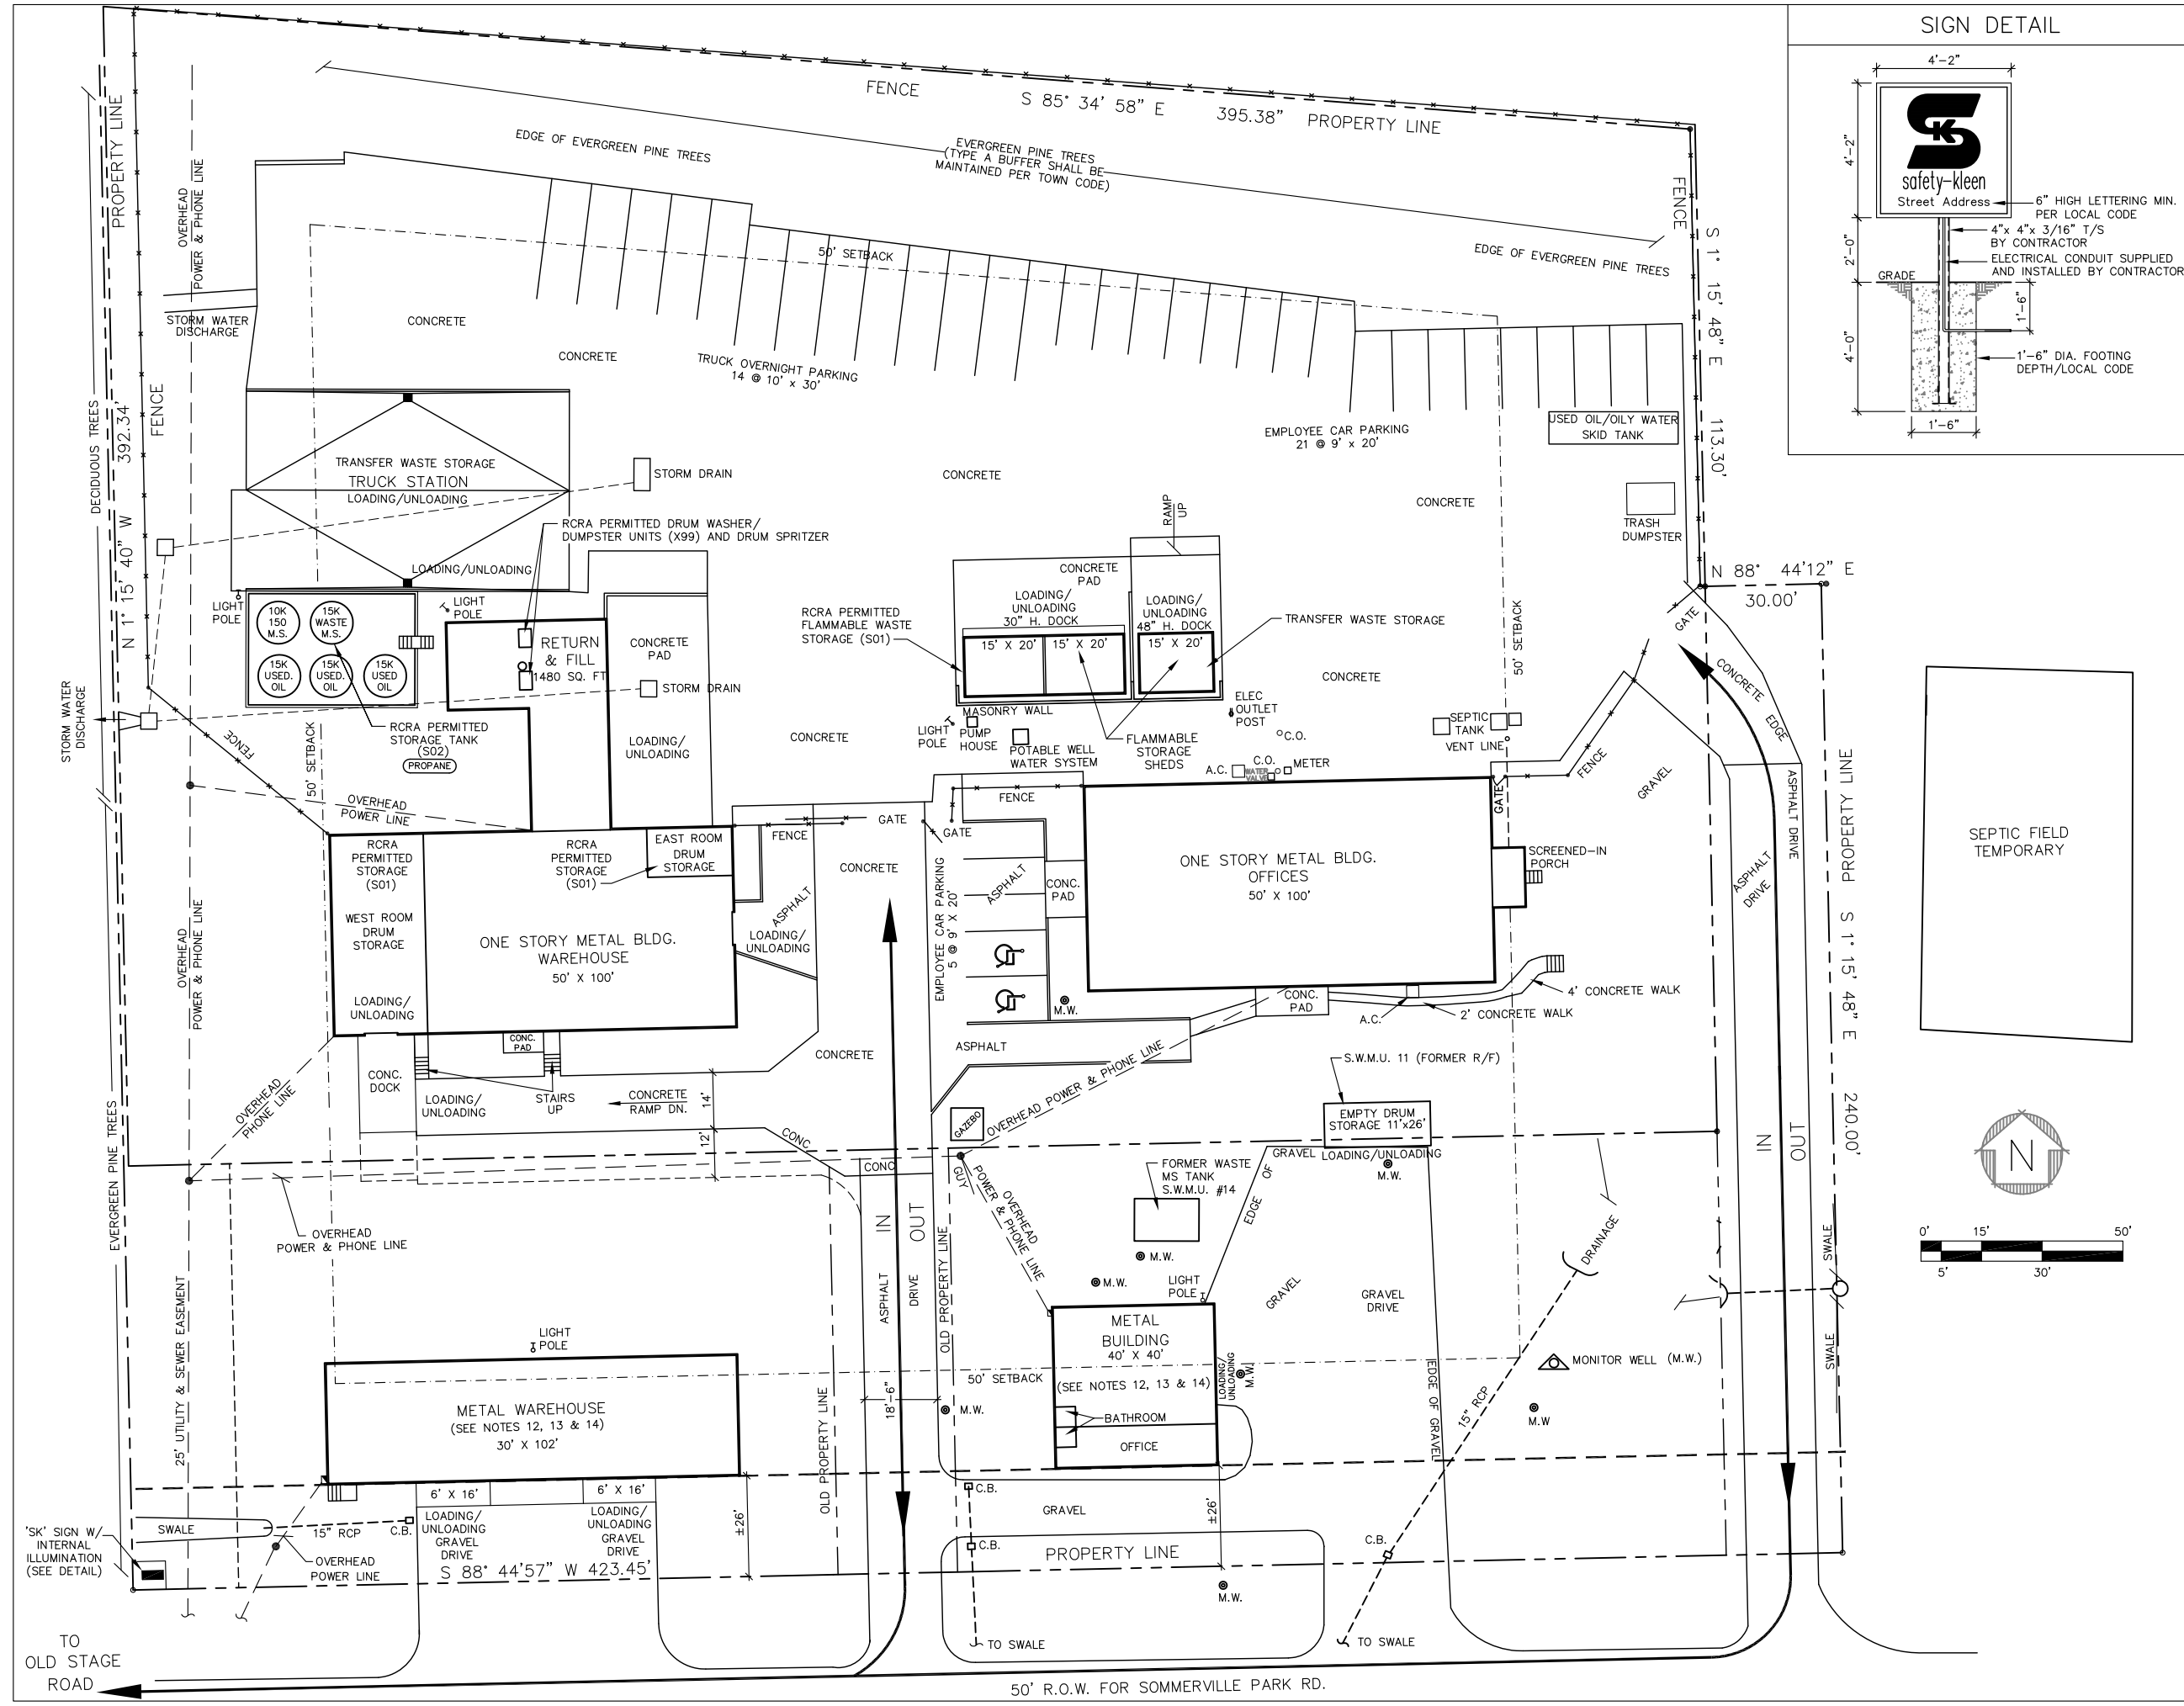 SIGN DETAIL
4'-2"
4'-2"
safety-kleen
Street Address
6" HIGH LETTERING MIN.
PER LOCAL CODE
4"x 4"x 3/16" T/S
BY CONTRACTOR
ELECTRICAL CONDUIT SUPPLIED
AND INSTALLED BY CONTRACTOR
2'-0"
GRADE
1'-6"
4'-0"
1'-6" DIA. FOOTING
DEPTH/LOCAL CODE
1'-6"
FENCE
S 85° 34' 58" E
395.38"
PROPERTY LINE
EDGE OF EVERGREEN PINE TREES
EVERGREEN PINE TREES
(TYPE A BUFFER SHALL BE
MAINTAINED PER TOWN CODE)
EDGE OF EVERGREEN PINE TREES
FENCE
S 1° 15' 48" E
113.30'
PROPERTY LINE
OVERHEAD
POWER & PHONE LINE
50' SETBACK
STORM WATER
DISCHARGE
CONCRETE
CONCRETE
TRUCK OVERNIGHT PARKING
14 @ 10' x 30'
FENCE
DECIDUOUS TREES
N 1° 15' 40" W
392.34'
EMPLOYEE CAR PARKING
21 @ 9' x 20'
USED OIL/OILY WATER
SKID TANK
TRANSFER WASTE STORAGE
TRUCK STATION
LOADING/UNLOADING
STORM DRAIN
CONCRETE
CONCRETE
TRASH
DUMPSTER
RCRA PERMITTED DRUM WASHER/
DUMPSTER UNITS (X99) AND DRUM SPRITZER
LOADING/UNLOADING
RAMP
UP
CONCRETE
PAD
N 88° 44'12" E
30.00'
LIGHT
POLE
LIGHT
POLE
10K
150
M.S.
15K
WASTE
M.S.
15K
USED.
OIL
15K
USED.
OIL
15K
USED
OIL
RETURN
& FILL
1480 SQ. FT
CONCRETE
PAD
STORM DRAIN
RCRA PERMITTED
FLAMMABLE WASTE
STORAGE (S01)
LOADING/
UNLOADING
30" H. DOCK
LOADING/
UNLOADING
48" H. DOCK
15' X 20'
15' X 20'
15' X 20'
TRANSFER WASTE STORAGE
50' SETBACK
GATE
CONCRETE
EDGE
CONCRETE
STORM WATER
DISCHARGE
FENCE
50' SETBACK
RCRA PERMITTED
STORAGE TANK
(S02)
PROPANE
LOADING/
UNLOADING
CONCRETE
MASONRY WALL
LIGHT
POLE
PUMP
HOUSE
POTABLE WELL
WATER SYSTEM
FLAMMABLE
STORAGE
SHEDS
ELEC
OUTLET
POST
C.O.
SEPTIC
TANK
VENT LINE
C.O.
METER
A.C.
WATER
VALVE
FENCE
GRAVEL
OVERHEAD
POWER LINE
FENCE
GATE
GATE
FENCE
GATE
ASPHALT DRIVE
PROPERTY LINE
S 1° 15' 48" E
240.00'
RCRA
PERMITTED
STORAGE
(S01)
RCRA
PERMITTED
STORAGE
(S01)
EAST ROOM
DRUM
STORAGE
WEST ROOM
DRUM
STORAGE
ONE STORY METAL BLDG.
WAREHOUSE
50' X 100'
LOADING/
UNLOADING
ASPHALT
LOADING/
UNLOADING
CONCRETE
EMPLOYEE CAR PARKING
5 @ 9' X 20'
ASPHALT
CONC.
PAD
ONE STORY METAL BLDG.
OFFICES
50' X 100'
SCREENED-IN
PORCH
ASPHALT
DRIVE
SEPTIC FIELD
TEMPORARY
OVERHEAD
POWER & PHONE LINE
M.W.
CONC.
PAD
A.C.
4' CONCRETE WALK
2' CONCRETE WALK
CONCRETE
ASPHALT
CONC.
DOCK
CONC.
PAD
LOADING/
UNLOADING
STAIRS
UP
CONCRETE
RAMP DN.
14'
12'
CONC
CONC
OVERHEAD
PHONE LINE
EVERGREEN PINE TREES
GAZEBO
OVERHEAD POWER & PHONE LINE
S.W.M.U. 11 (FORMER R/F)
EMPTY DRUM
STORAGE 11'x26'
GRAVEL
LOADING/UNLOADING
M.W.
IN
OUT
N
FORMER WASTE
MS TANK
S.W.M.U. #14
EDGE OF
GUY
OVERHEAD
POWER & PHONE LINE
OVERHEAD
POWER & PHONE LINE
IN
OUT
OLD PROPERTY LINE
DRAINAGE
SWALE
0'
15'
50'
5'
30'
25' UTILITY & SEWER EASEMENT
ASPHALT
DRIVE
M.W.
M.W.
LIGHT
POLE
GRAVEL
GRAVEL
DRIVE
LIGHT
POLE
METAL
BUILDING
40' X 40'
(SEE NOTES 12, 13 & 14)
BATHROOM
OFFICE
LOADING/
UNLOADING
M.W.
50' SETBACK
MONITOR WELL (M.W.)
SWALE
M.W
EDGE OF GRAVEL
15" RCP
METAL WAREHOUSE
(SEE NOTES 12, 13 & 14)
30' X 102'
18'-6"
M.W.
OLD PROPERTY LINE
6' X 16'
6' X 16'
±26'
±26'
C.B.
GRAVEL
'SK' SIGN W/
INTERNAL
ILLUMINATION
(SEE DETAIL)
SWALE
15" RCP
C.B.
LOADING/
UNLOADING
GRAVEL
DRIVE
LOADING/
UNLOADING
GRAVEL
DRIVE
OVERHEAD
POWER LINE
S 88° 44'57" W 423.45'
C.B.
PROPERTY LINE
C.B.
M.W.
TO SWALE
TO SWALE
TO
OLD STAGE
ROAD
50' R.O.W. FOR SOMMERVILLE PARK RD.